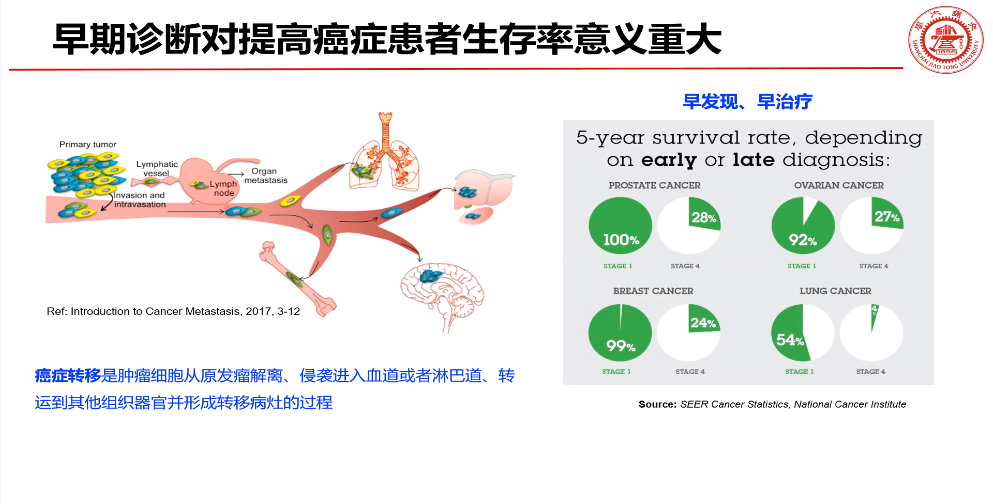 早期诊断对提高癌症患者生存率意义重大
SHANGHAI JIAO TONG UNIVERSITY
早发现、早治疗
Primary tumor
Lymphatic
vessel
Lymph
node
Organ
metastasis
Invasion and
intravasation
Ref: Introduction to Cancer Metastasis, 2017, 3-12
癌症转移是肿瘤细胞从原发瘤解离、侵袭进入血道或者淋巴道、转
运到其他组织器官并形成转移病灶的过程
5-year survival rate, depending
on early or late diagnosis:
PROSTATE CANCER
100%
STAGE 1
28%
STAGE 4
OVARIAN CANCER
92%
STAGE 1
27%
STAGE 4
BREAST CANCER
99%
STAGE 1
24%
STAGE 4
LUNG CANCER
54%
STAGE 1
STAGE 4
Source: SEER Cancer Statistics, National Cancer Institute